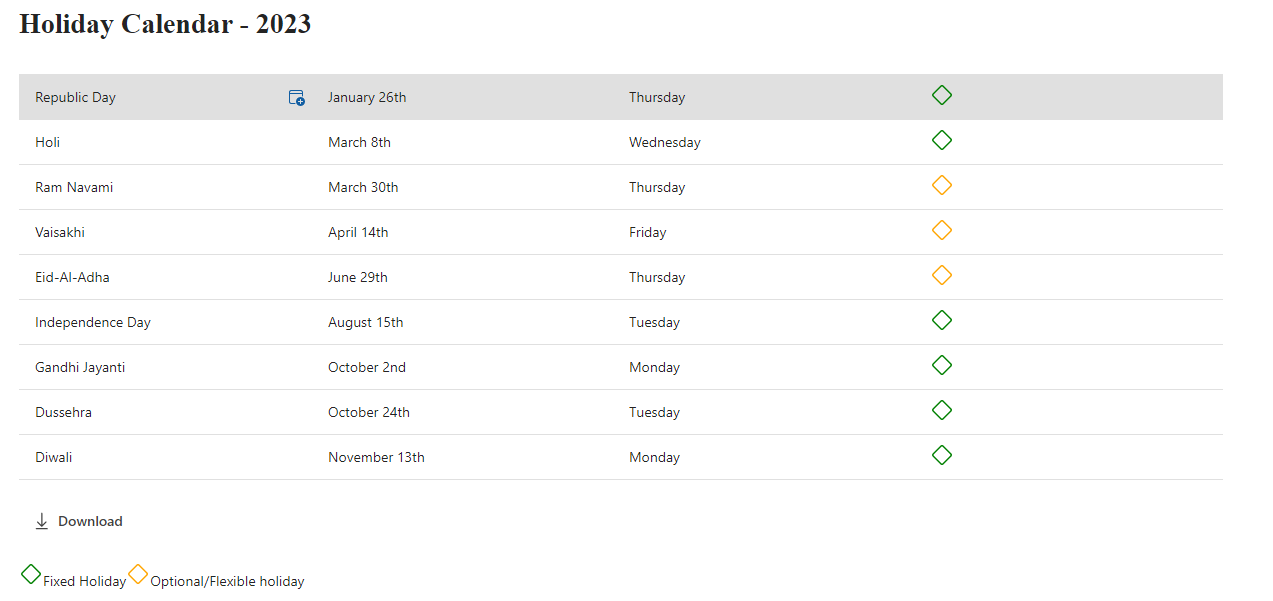 Holiday Calendar - 2023
Republic Day January 26th Thursday
Holi March 8th Wednesday
Ram Navami March 30th Thursday
Vaisakhi April 14th Friday
Eid-Al-Adha June 29th Thursday
Independence Day August 15th Tuesday
Gandhi Jayanti October 2nd Monday
Dussehra October 24th Tuesday
Diwali November 13th Monday
Download
Fixed Holiday Optional/Flexible holiday